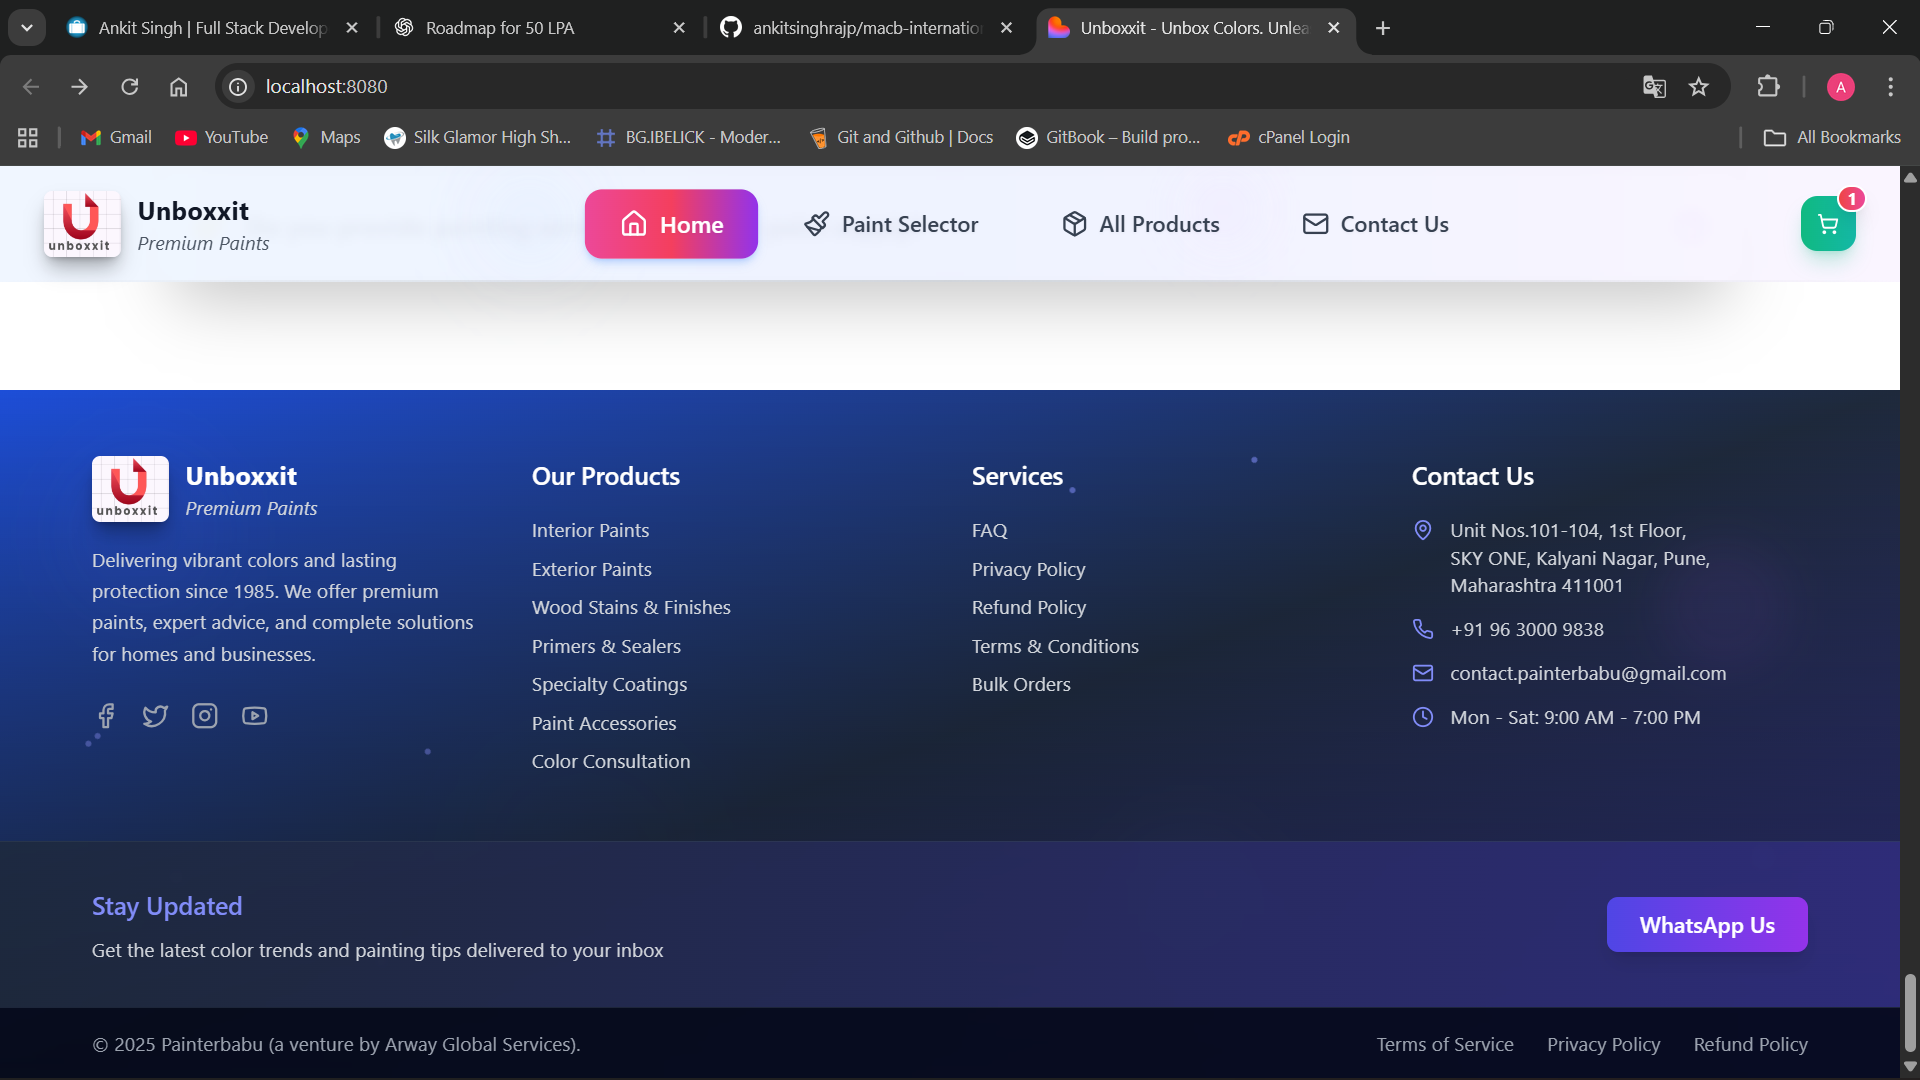 Ankit Singh | Full Stack Develop
Roadmap for 50 LPA
ankitsinghrajp/macb-internatio
Unboxxit - Unbox Colors. Unlea
localhost:8080
A
Gmail
YouTube
Maps
Silk Glamor High Sh...
BG.IBELICK - Moder...
Git and Github | Docs
GitBook – Build pro...
cPanel Login
All Bookmarks
unboxxit
Unboxxit
Premium Paints
Home
Paint Selector
All Products
Contact Us
1
unboxxit
Unboxxit
Premium Paints
Delivering vibrant colors and lasting
protection since 1985. We offer premium
paints, expert advice, and complete solutions
for homes and businesses.
Our Products
Interior Paints
Exterior Paints
Wood Stains & Finishes
Primers & Sealers
Specialty Coatings
Paint Accessories
Color Consultation
Services
FAQ
Privacy Policy
Refund Policy
Terms & Conditions
Bulk Orders
Contact Us
Unit Nos.101-104, 1st Floor,
SKY ONE, Kalyani Nagar, Pune,
Maharashtra 411001
+91 96 3000 9838
contact.painterbabu@gmail.com
Mon - Sat: 9:00 AM - 7:00 PM
Stay Updated
Get the latest color trends and painting tips delivered to your inbox
WhatsApp Us
© 2025 Painterbabu (a venture by Arway Global Services).
Terms of Service
Privacy Policy
Refund Policy